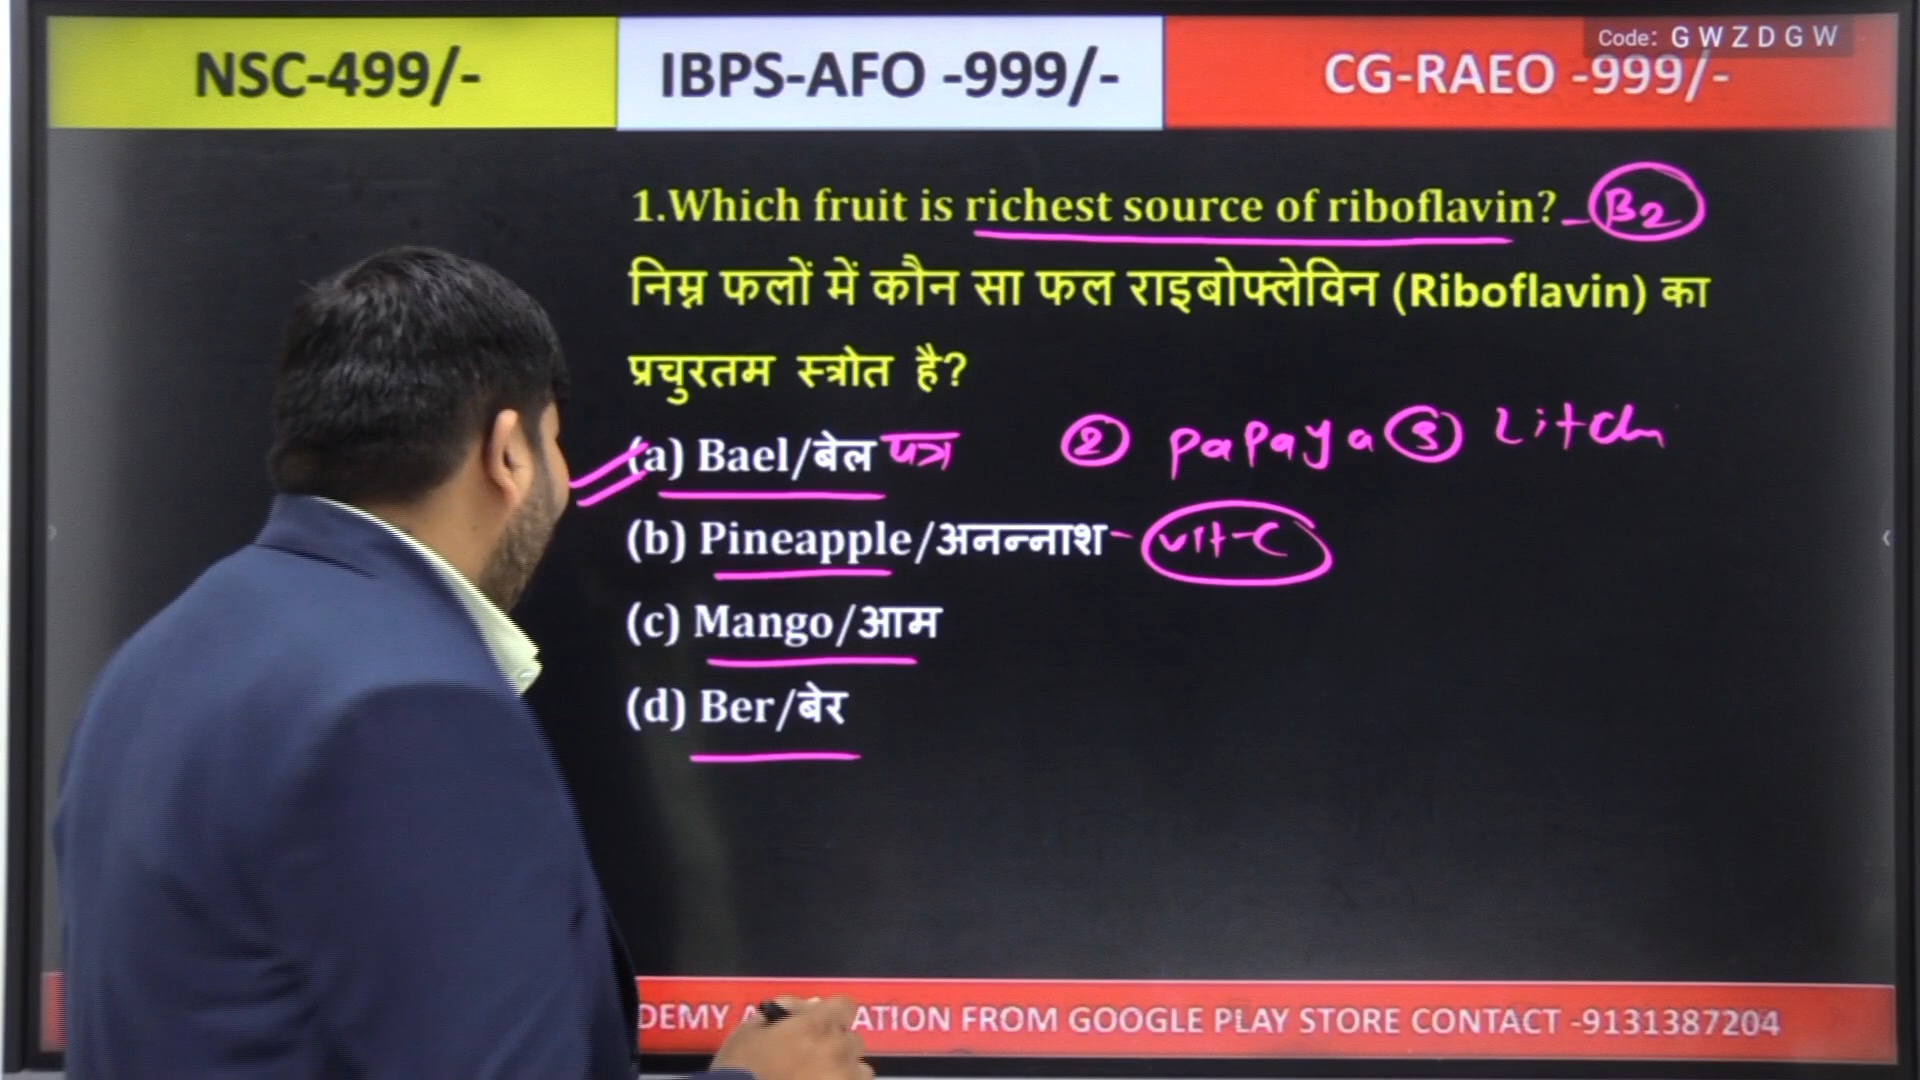 NSC-499/-
IBPS-AFO -999/-
CG-RAEO -999/-
Code: G W Z D G W
1.Which fruit is richest source of riboflavin? - B2
निम्न फलों में कौन सा फल राइबोफ्लेविन (Riboflavin) का
प्रचुरतम स्त्रोत है?
(a) Bael/बेल पत्र ② papaya ③ Litch
(b) Pineapple/अनन्नाश - vit-C
(c) Mango/आम
(d) Ber/बेर
DEMY A ATION FROM GOOGLE PLAY STORE CONTACT -9131387204